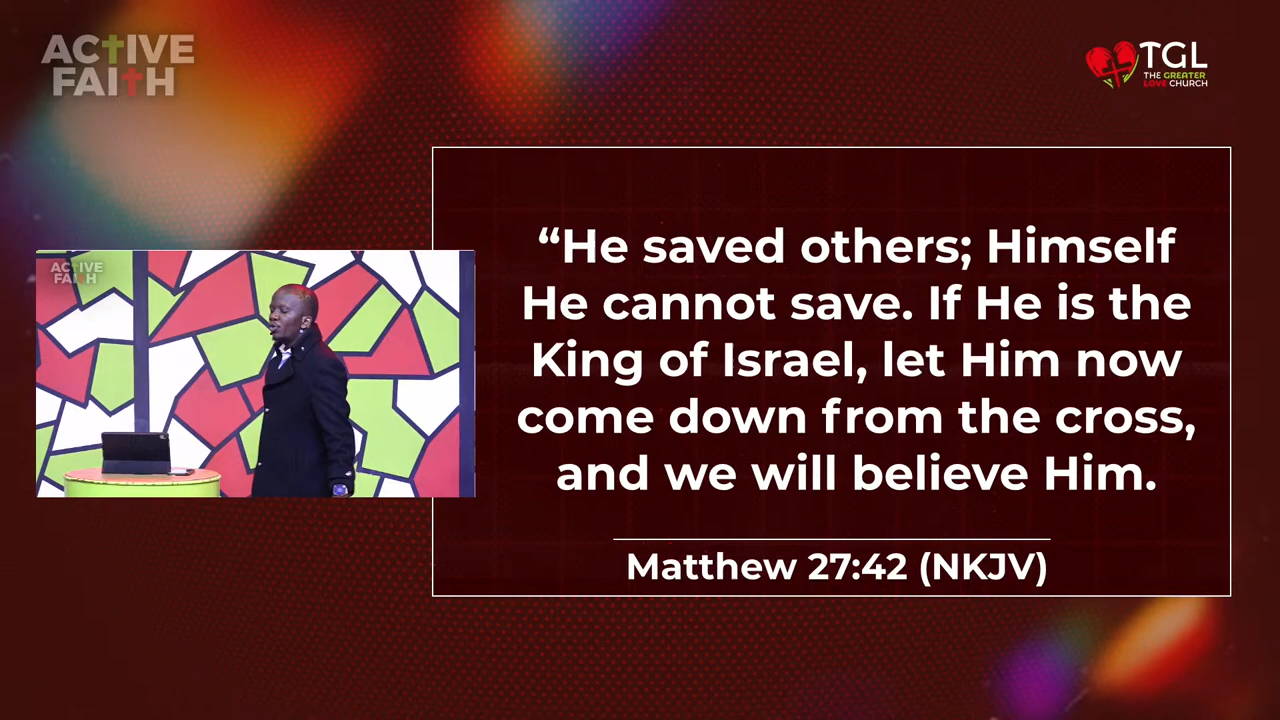 ACTIVE
FAITH
TGL
THE GREATER
LOVE CHURCH
“He saved others; Himself
He cannot save. If He is the
King of Israel, let Him now
come down from the cross,
and we will believe Him.
Matthew 27:42 (NKJV)
ACTIVE
FAITH